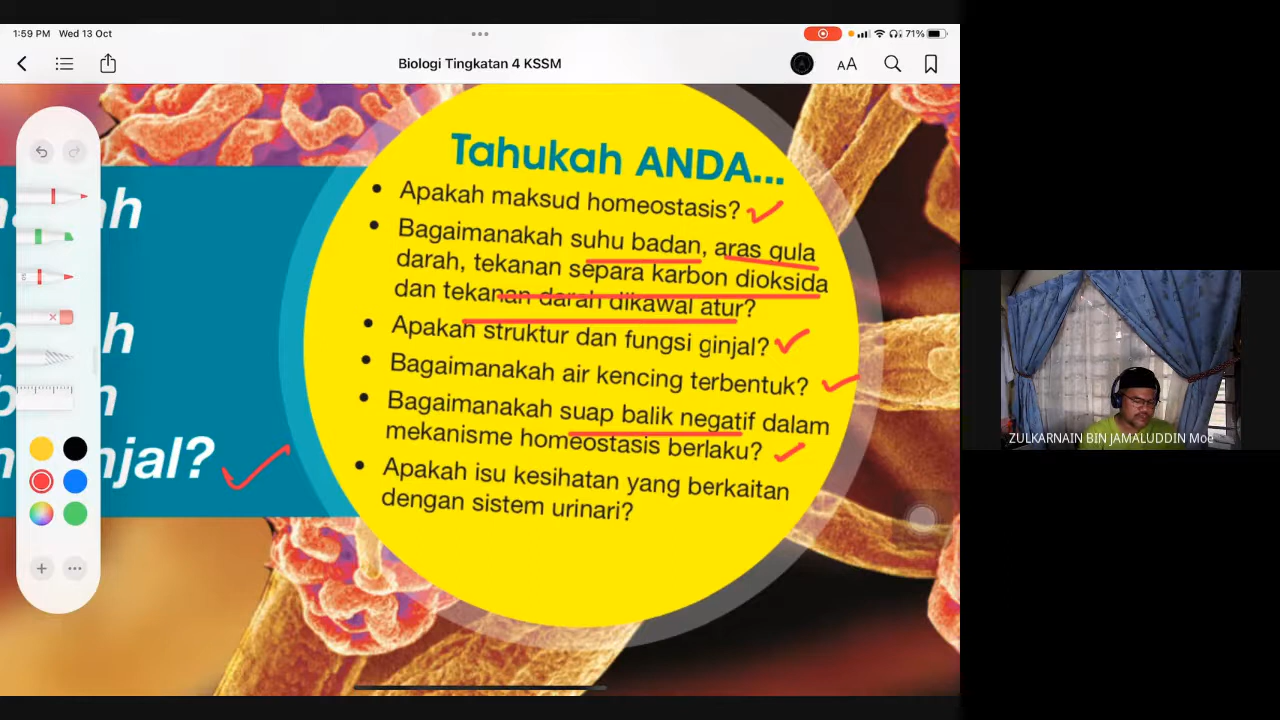 1:59 PM Wed 13 Oct
71%
Biologi Tingkatan 4 KSSM
AA
Tahukah ANDA...
• Apakah maksud homeostasis?
• Bagaimanakah suhu badan, aras gula
darah, tekanan separa karbon dioksida
dan tekanan darah dikawal atur?
• Apakah struktur dan fungsi ginjal?
• Bagaimanakah air kencing terbentuk?
• Bagaimanakah suap balik negatif dalam
mekanisme homeostasis berlaku?
• Apakah isu kesihatan yang berkaitan
dengan sistem urinari?
ZULKARNAIN BIN JAMALUDDIN Moe